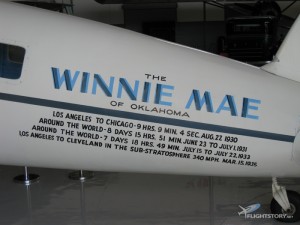 THE
WINNIE MAE
OF OKLAHOMA
LOS ANGELES TO CHICAGO-9 HRS. 9 MIN. 4 SEC. AUG. 27, 1930
AROUND THE WORLD-8 DAYS 15 HRS. 51 MIN. JUNE 23 TO JULY 1, 1931
AROUND THE WORLD-7 DAYS 18 HRS. 49 MIN. JULY 15 TO JULY 22, 1933
LOS ANGELES TO CLEVELAND IN THE SUB-STRATOSPHERE 340 MPH. MAR. 15, 1935
FLIGHTSTORY.NET